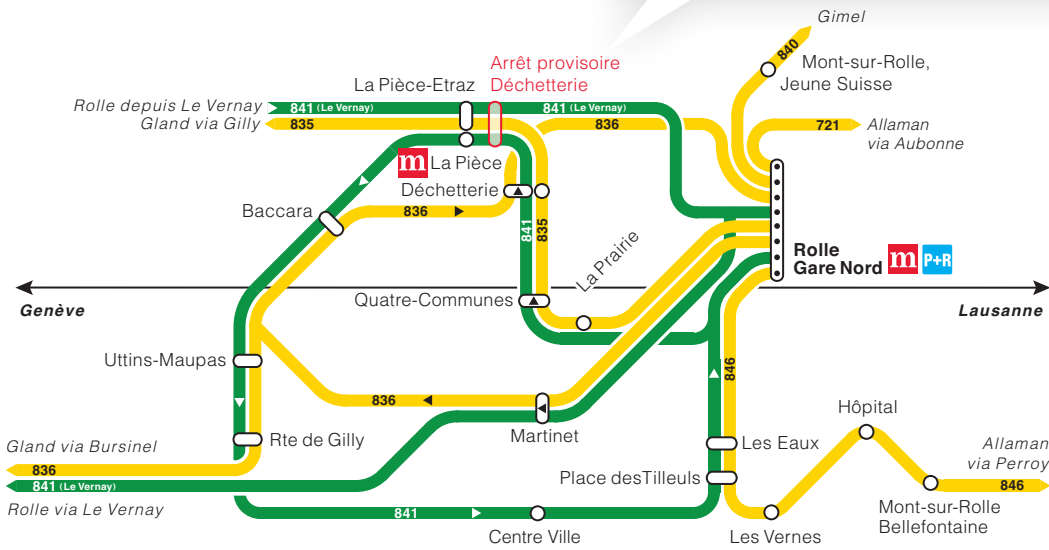 Gimel
840
Mont-sur-Rolle,
Jeune Suisse
Arrêt provisoire
Déchetterie
La Pièce-Etraz
Rolle depuis Le Vernay
841 (Le Vernay)
841 (Le Vernay)
Gland via Gilly
835
836
721
Allaman
via Aubonne
m La Pièce
Déchetterie
Baccara
836
841
835
La Prairie
Rolle
Gare Nord
m
P+R
Quatre-Communes
Genève
Lausanne
Uttins-Maupas
846
836
Martinet
Hôpital
Rte de Gilly
Les Eaux
Gland via Bursinel
836
841 (Le Vernay)
Rolle via Le Vernay
Place desTilleuls
Allaman
via Perroy
846
Mont-sur-Rolle
Bellefontaine
841
Centre Ville
Les Vernes